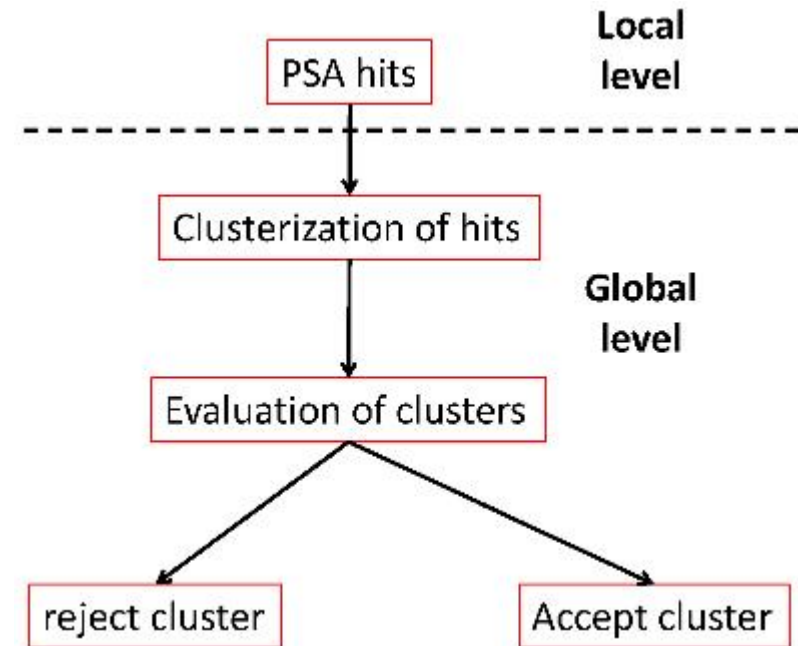 Local
level
PSA hits
Clusterization of hits
Global
level
Evaluation of clusters
reject cluster
Accept cluster